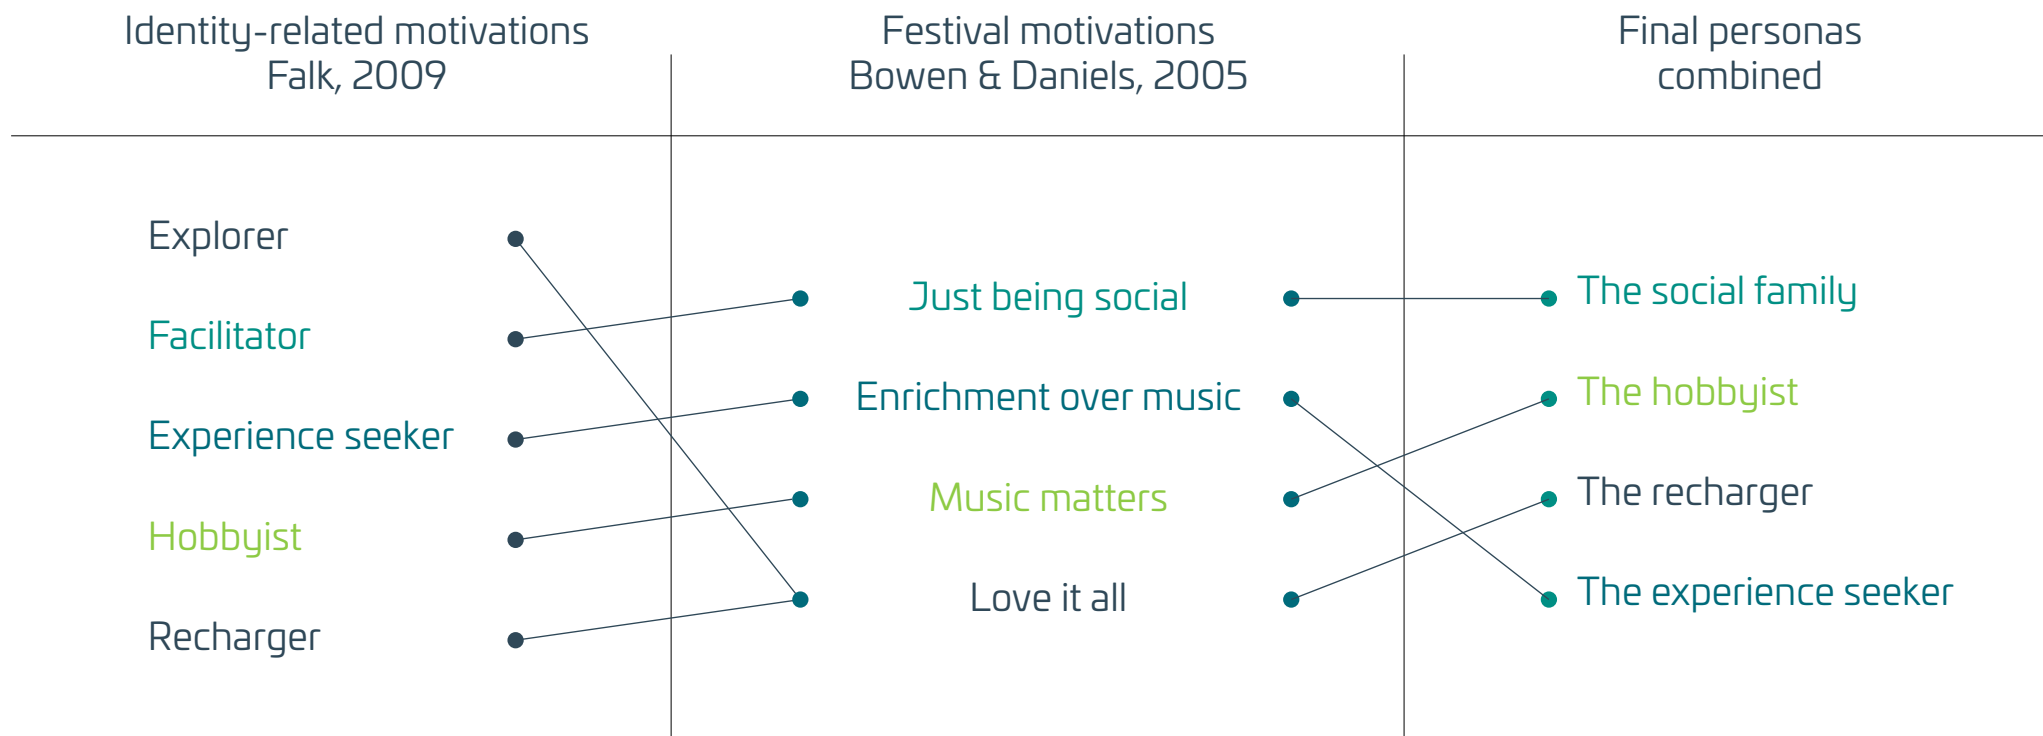 Identity-related motivations
Falk, 2009
Festival motivations
Bowen & Daniels, 2005
Final personas
combined
Explorer
Facilitator
Experience seeker
Hobbyist
Recharger
Just being social
Enrichment over music
Music matters
Love it all
The social family
The hobbyist
The recharger
The experience seeker